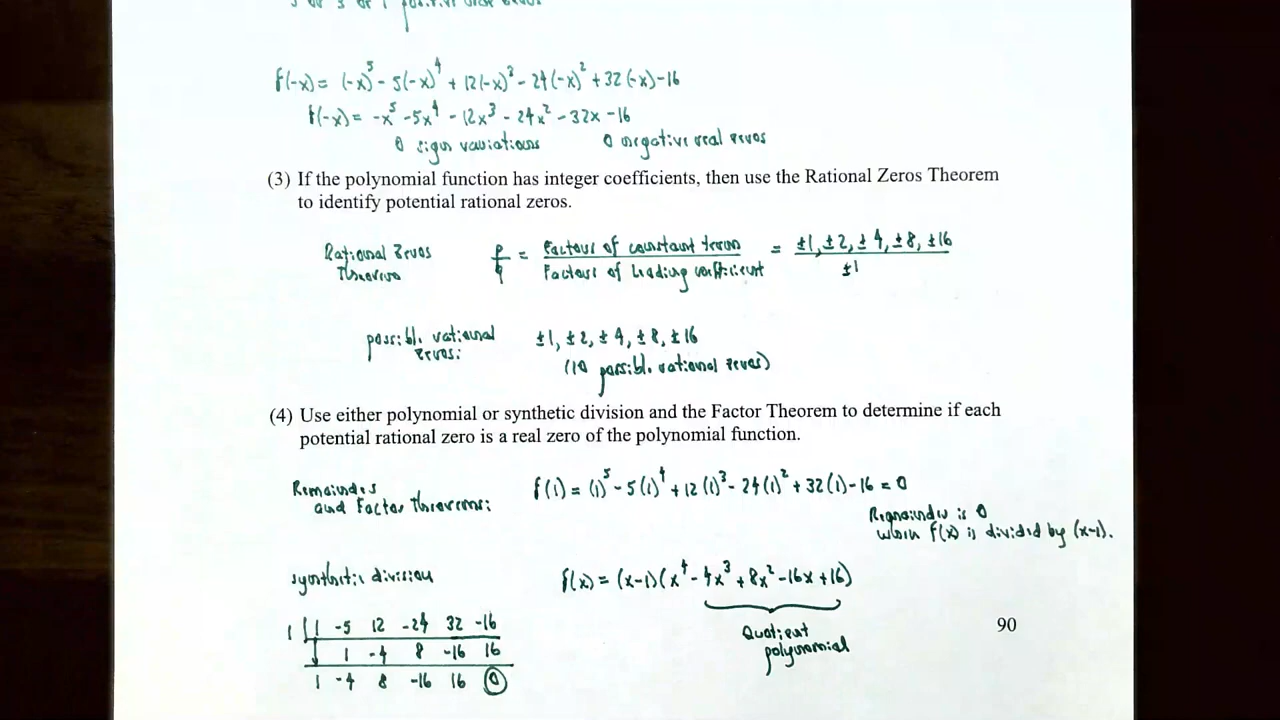 5 or 3 or 1 positive real zeros
f(-x) = (-x)^5 - 5(-x)^4 + 12(-x)^3 - 24(-x)^2 + 32(-x) - 16
f(-x) = -x^5 - 5x^4 - 12x^3 - 24x^2 - 32x - 16
0 sign variations 0 negative real zeros
(3) If the polynomial function has integer coefficients, then use the Rational Zeros Theorem
to identify potential rational zeros.
Rational Zeros Theorem
p/q = Factors of constant term / Factors of leading coefficient = ±1, ±2, ±4, ±8, ±16 / ±1
possible rational zeros: ±1, ±2, ±4, ±8, ±16
(10 possible rational zeros)
(4) Use either polynomial or synthetic division and the Factor Theorem to determine if each
potential rational zero is a real zero of the polynomial function.
Remainder and Factor Theorems: f(1) = (1)^5 - 5(1)^4 + 12(1)^3 - 24(1)^2 + 32(1) - 16 = 0
Remainder is 0
when f(x) is divided by (x-1).
synthetic division f(x) = (x-1)(x^4 - 4x^3 + 8x^2 - 16x + 16)
Quotient
polynomial
1 | 1 -5 12 -24 32 -16
1 -4 8 -16 16
1 -4 8 -16 16 0
90